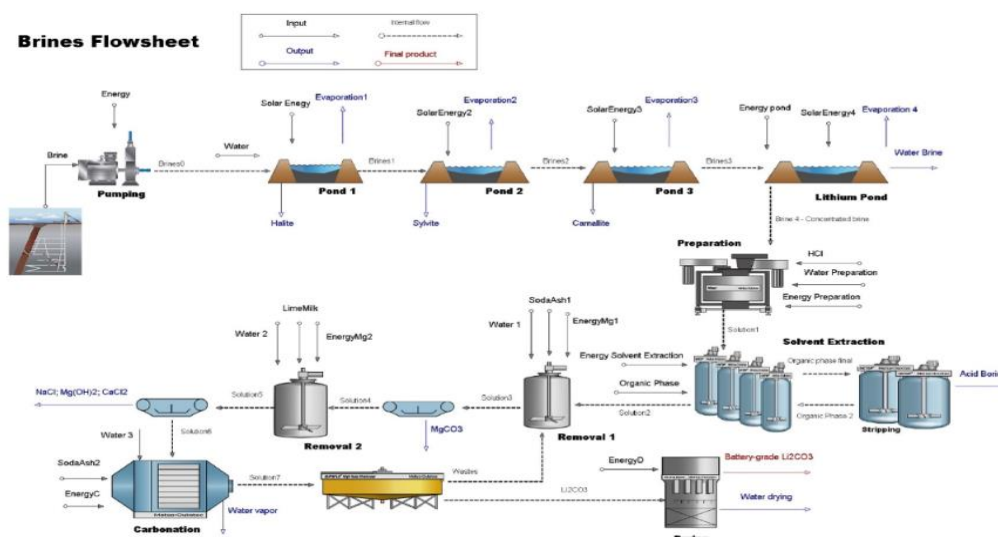 Brines Flowsheet
Input
Internal flow
Output
Final product
Energy
Brine
Pumping
Brines0
Water
Solar Enegy
Evaporation1
Pond 1
Halite
Brines1
SolarEnergy2
Evaporation2
Pond 2
Sylvite
Brines2
SolarEnergy3
Evaporation3
Pond 3
Carnallite
Brines3
Energy pond
SolarEnergy4
Evaporation 4
Water Brine
Lithium Pond
Brine 4 - Concentrated brine
Preparation
HCl
Water Preparation
Energy Preparation
Solution1
Solvent Extraction
Energy Solvent Extraction
Organic Phase
Organic phase final
Organic Phase 2
Acid Bori
Stripping
Solution2
SodaAsh1
Water 1
EnergyMg1
Removal 1
Solution3
MgCO3
Solution4
LimeMilk
Water 2
EnergyMg2
Removal 2
Solution5
NaCl; Mg(OH)2; CaCl2
Solution6
Water 3
SodaAsh2
EnergyC
Carbonation
Water vapor
Solution7
Wastes
Li2CO3
EnergyD
Battery-grade Li2CO3
Water drying